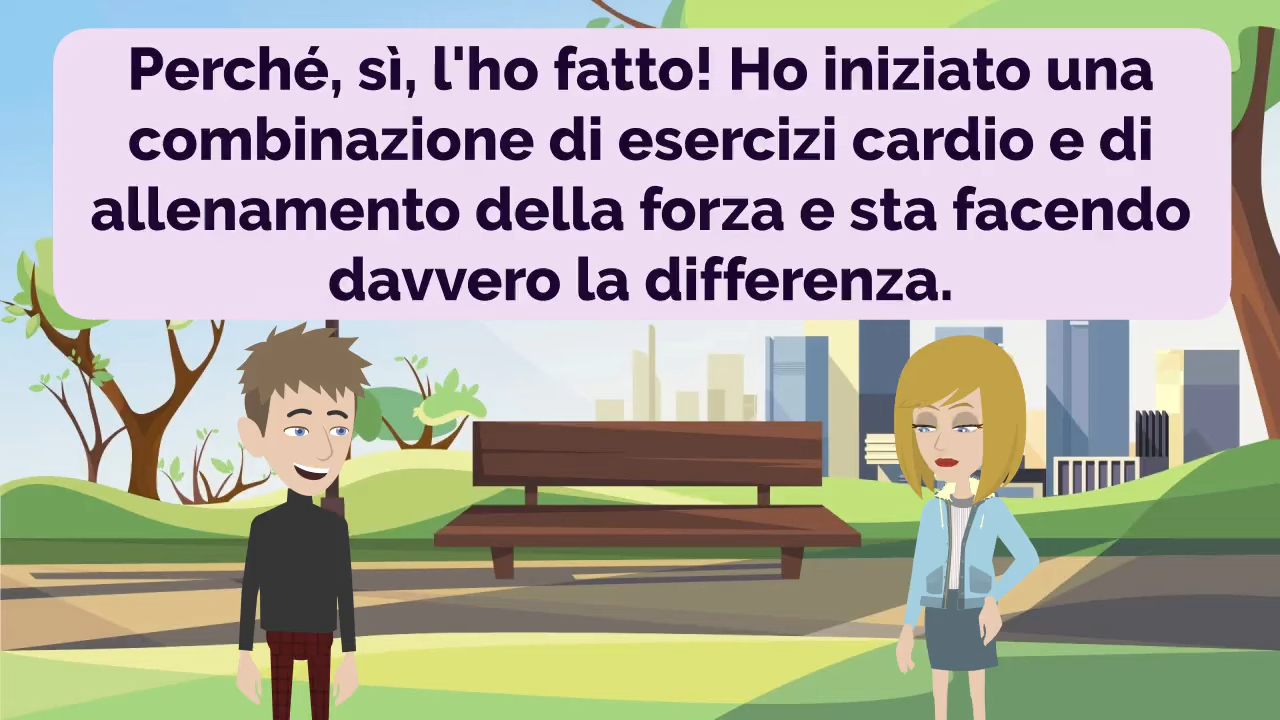 Perché, sì, l'ho fatto! Ho iniziato una
combinazione di esercizi cardio e di
allenamento della forza e sta facendo
davvero la differenza.